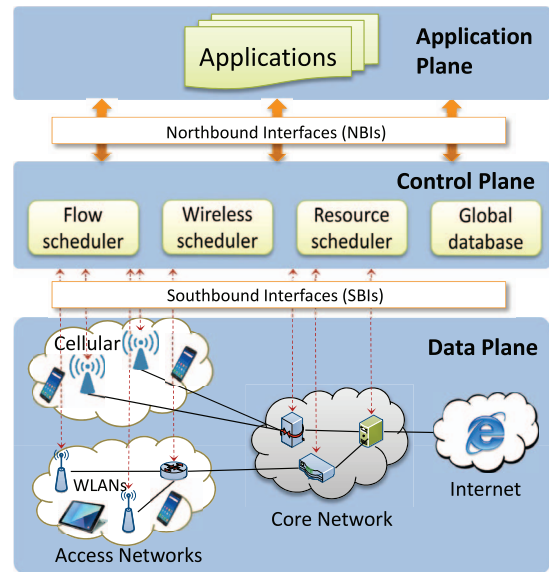 Applications
Application
Plane
Northbound Interfaces (NBIs)
Control Plane
Flow
scheduler
Wireless
scheduler
Resource
scheduler
Global
database
Southbound Interfaces (SBIs)
Data Plane
Cellular
WLANs
Access Networks
Core Network
Internet